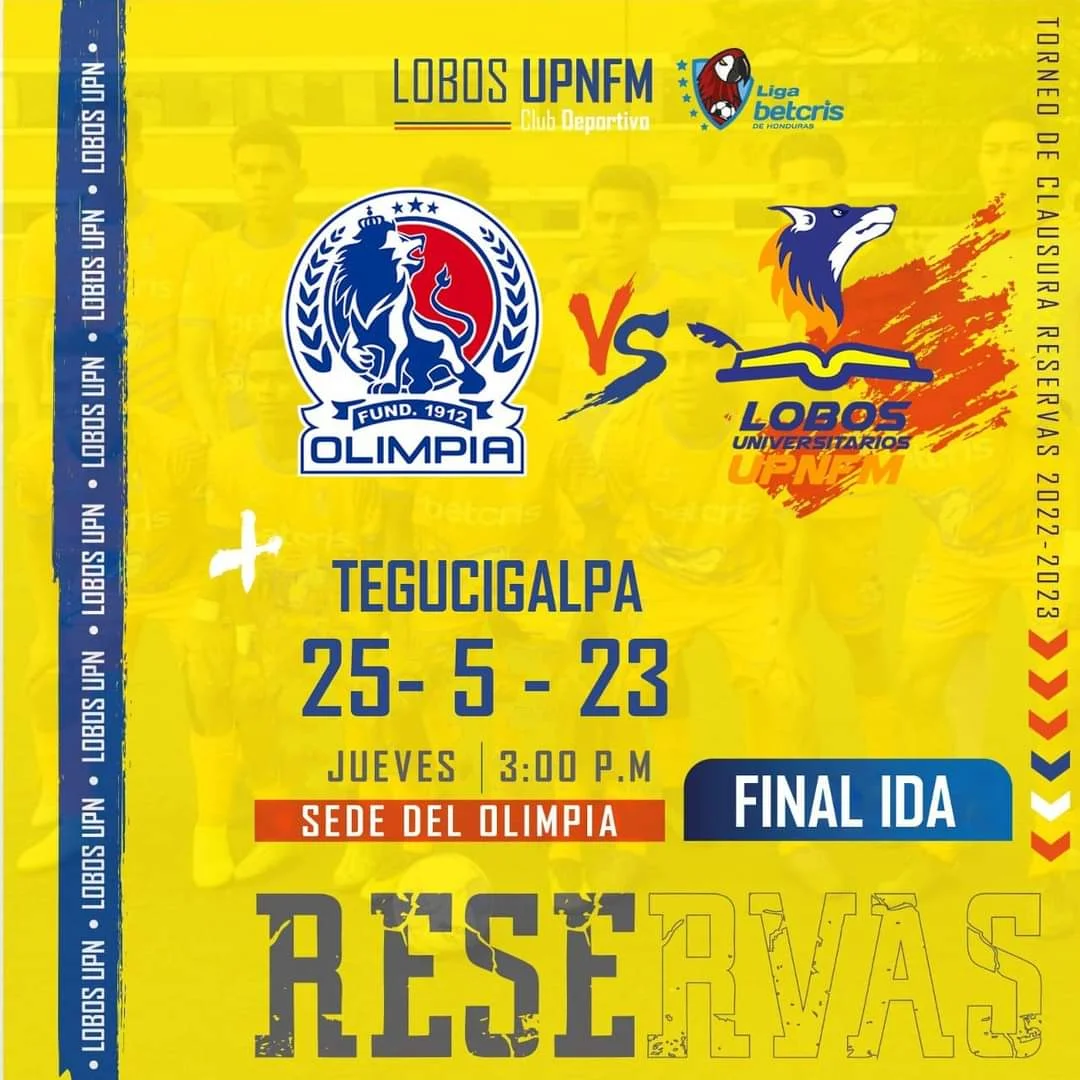 LOBOS UPNFM
Club Deportivo
Liga
betcris
DE HONDURAS
FUND. 1912
OLIMPIA
VS
LOBOS
UNIVERSITARIOS
UPNFM
TEGUCIGALPA
25- 5 - 23
JUEVES | 3:00 P.M
SEDE DEL OLIMPIA
FINAL IDA
RESERVAS
• LOBOS UPN • LOBOS UPN • LOBOS UPN • LOBOS UPN • LOBOS UPN • LOBOS UPN • LOBOS UPN •
TORNEO DE CLAUSURA RESERVAS 2022-2023
betcris
betcris